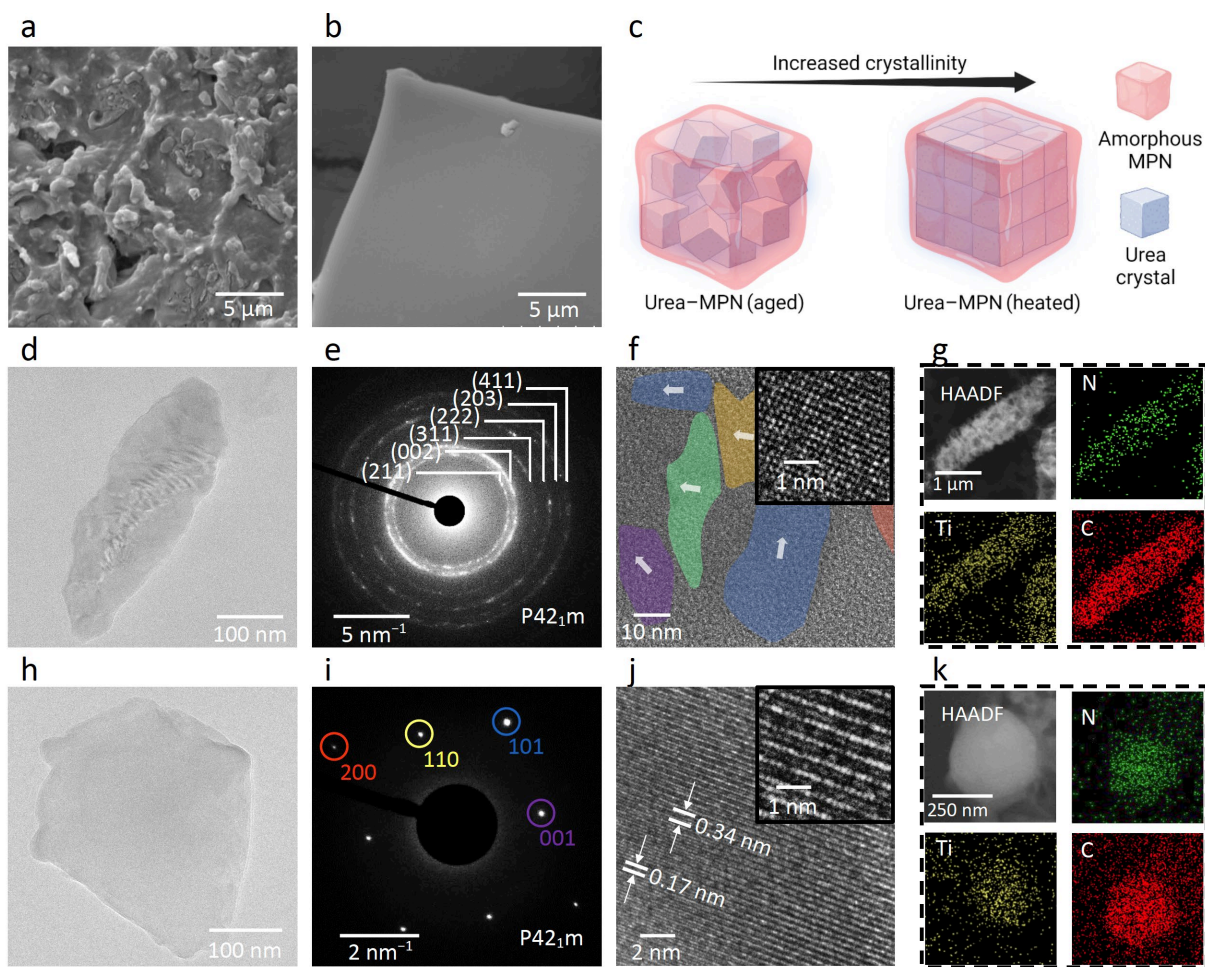 a
b
c
5 µm
5 µm
Increased crystallinity
Urea–MPN (aged)
Urea–MPN (heated)
Amorphous
MPN
Urea
crystal
d
e
f
g
100 nm
(411)
(203)
(222)
(311)
(002)
(211)
5 nm⁻¹
P42₁m
1 nm
10 nm
HAADF
1 µm
N
Ti
C
h
i
j
k
100 nm
200
110
101
001
2 nm⁻¹
P42₁m
1 nm
0.34 nm
0.17 nm
2 nm
HAADF
250 nm
N
Ti
C